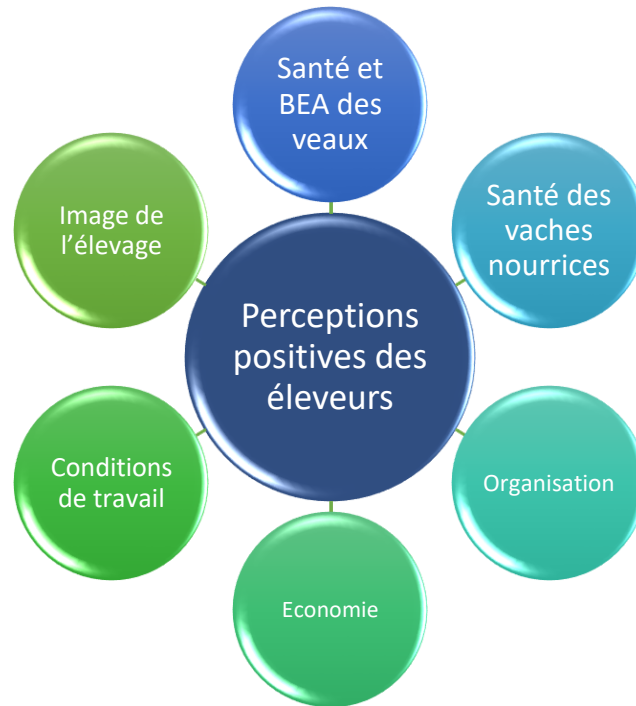 Santé et
BEA des
veaux
Santé des
vaches
nourrices
Organisation
Economie
Conditions
de travail
Image de
l'élevage
Perceptions
positives des
éleveurs